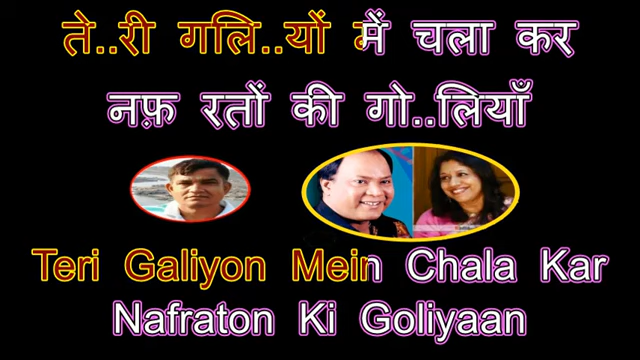 ते..री गलि..यों में चला कर
नफ़ रतों की गो..लियाँ
Teri Galiyon Mein Chala Kar
Nafraton Ki Goliyaan